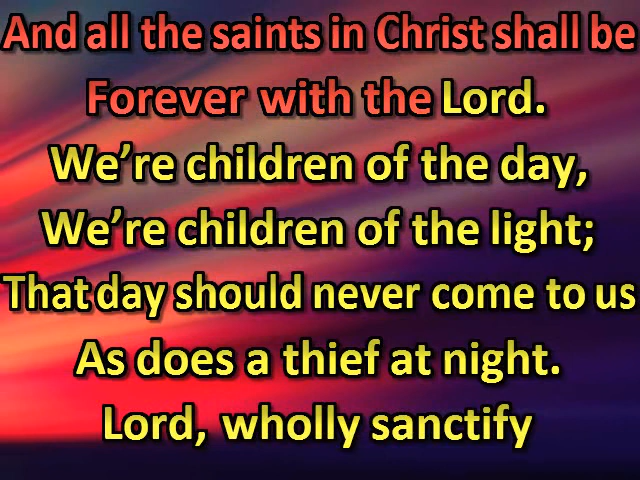 And all the saints in Christ shall be
Forever with the Lord.
We’re children of the day,
We’re children of the light;
That day should never come to us
As does a thief at night.
Lord, wholly sanctify